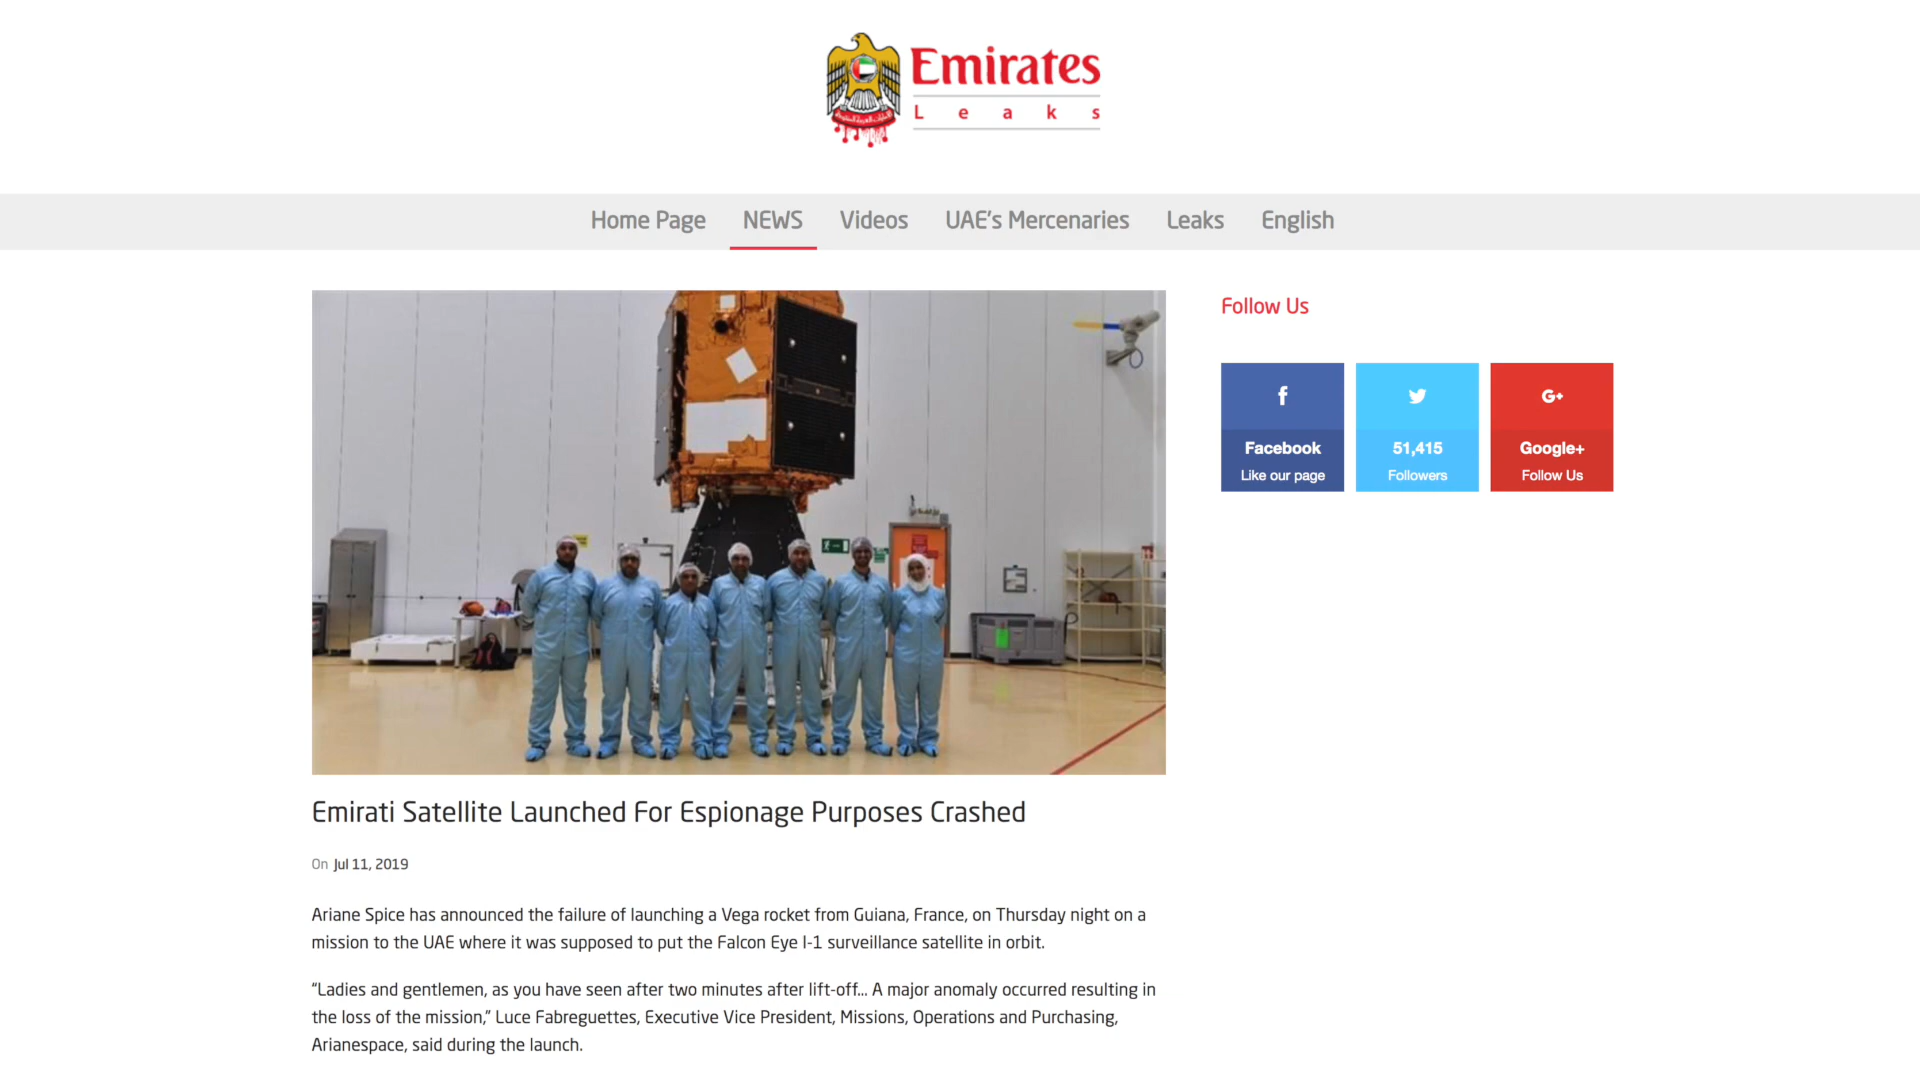 Emirates
Leaks
Home Page NEWS Videos UAE's Mercenaries Leaks English
Follow Us
Facebook
Like our page
51,415
Followers
G+
Google+
Follow Us
Emirati Satellite Launched For Espionage Purposes Crashed
On Jul 11, 2019
Ariane Spice has announced the failure of launching a Vega rocket from Guiana, France, on Thursday night on a
mission to the UAE where it was supposed to put the Falcon Eye I-1 surveillance satellite in orbit.
“Ladies and gentlemen, as you have seen after two minutes after lift-off… A major anomaly occurred resulting in
the loss of the mission,” Luce Fabreguettes, Executive Vice President, Missions, Operations and Purchasing,
Arianespace, said during the launch.